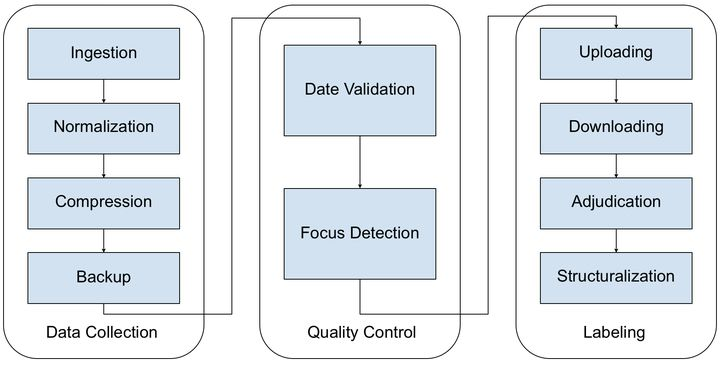 Ingestion
Normalization
Compression
Backup
Data Collection
Date Validation
Focus Detection
Quality Control
Uploading
Downloading
Adjudication
Structuralization
Labeling